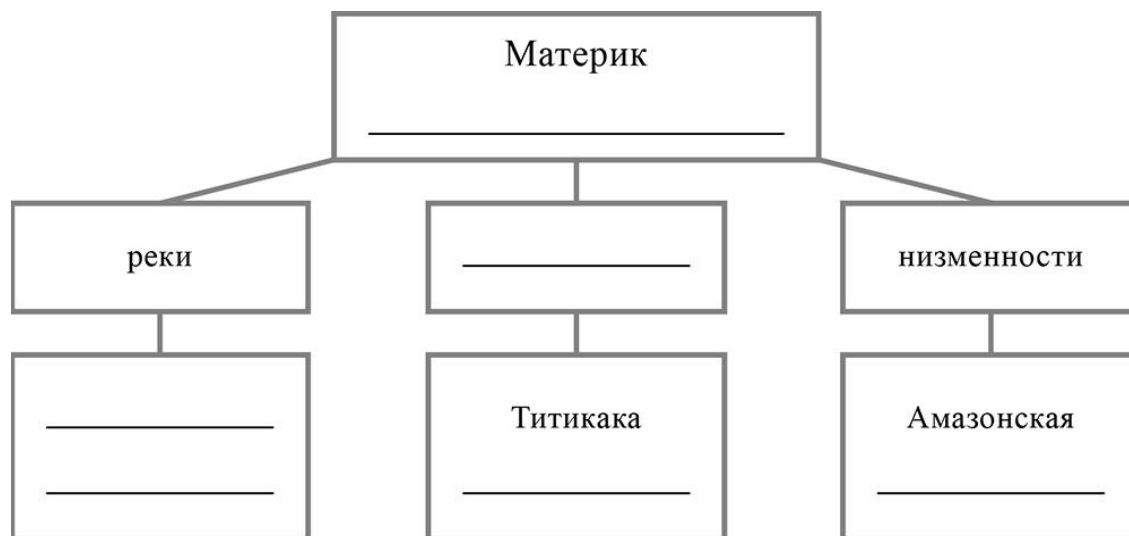 Материк
реки
низменности
Титикака
Амазонская